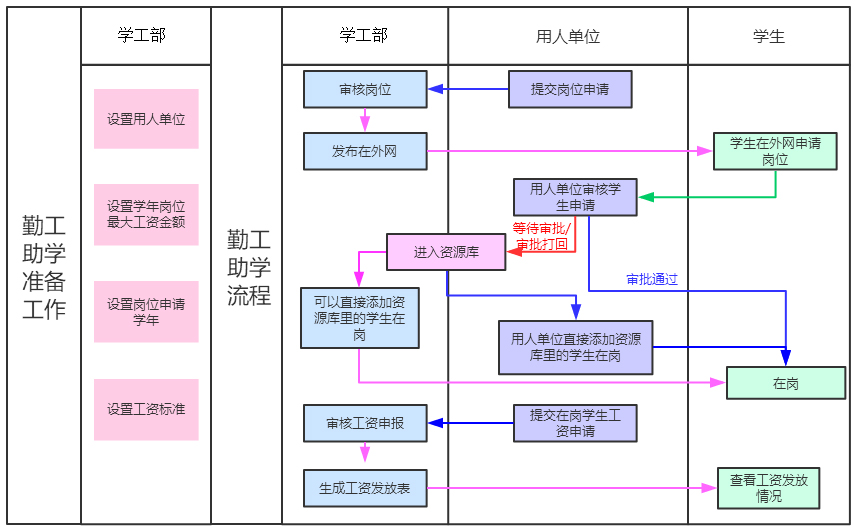 勤工
助学
准备
工作
学工部
设置用人单位
设置学年岗位
最大工资金额
设置岗位申请
学年
设置工资标准
勤工
助学
流程
学工部
用人单位
学生
审核岗位
提交岗位申请
发布在外网
学生在外网申请
岗位
用人单位审核学
生申请
等待审批/
审批打回
进入资源库
审批通过
可以直接添加资
源库里的学生在
岗
用人单位直接添加资源
库里的学生在岗
在岗
审核工资申报
提交在岗学生工
资申请
生成工资发放表
查看工资发放
情况